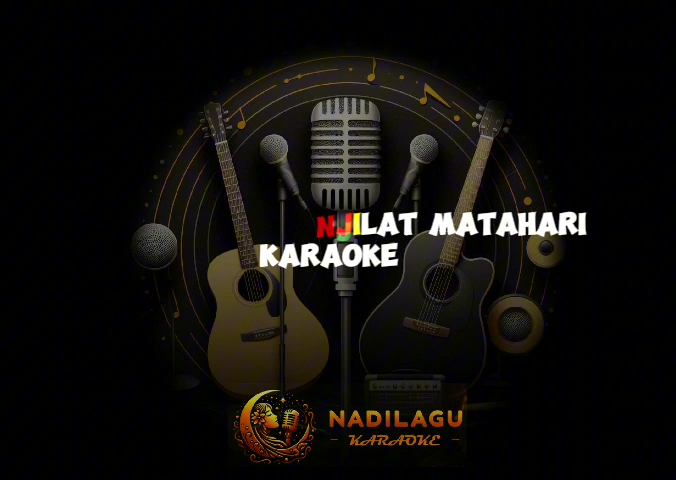 NJILAT MATAHARI
KARAOKE
NADILAGU
- KARAOKE -